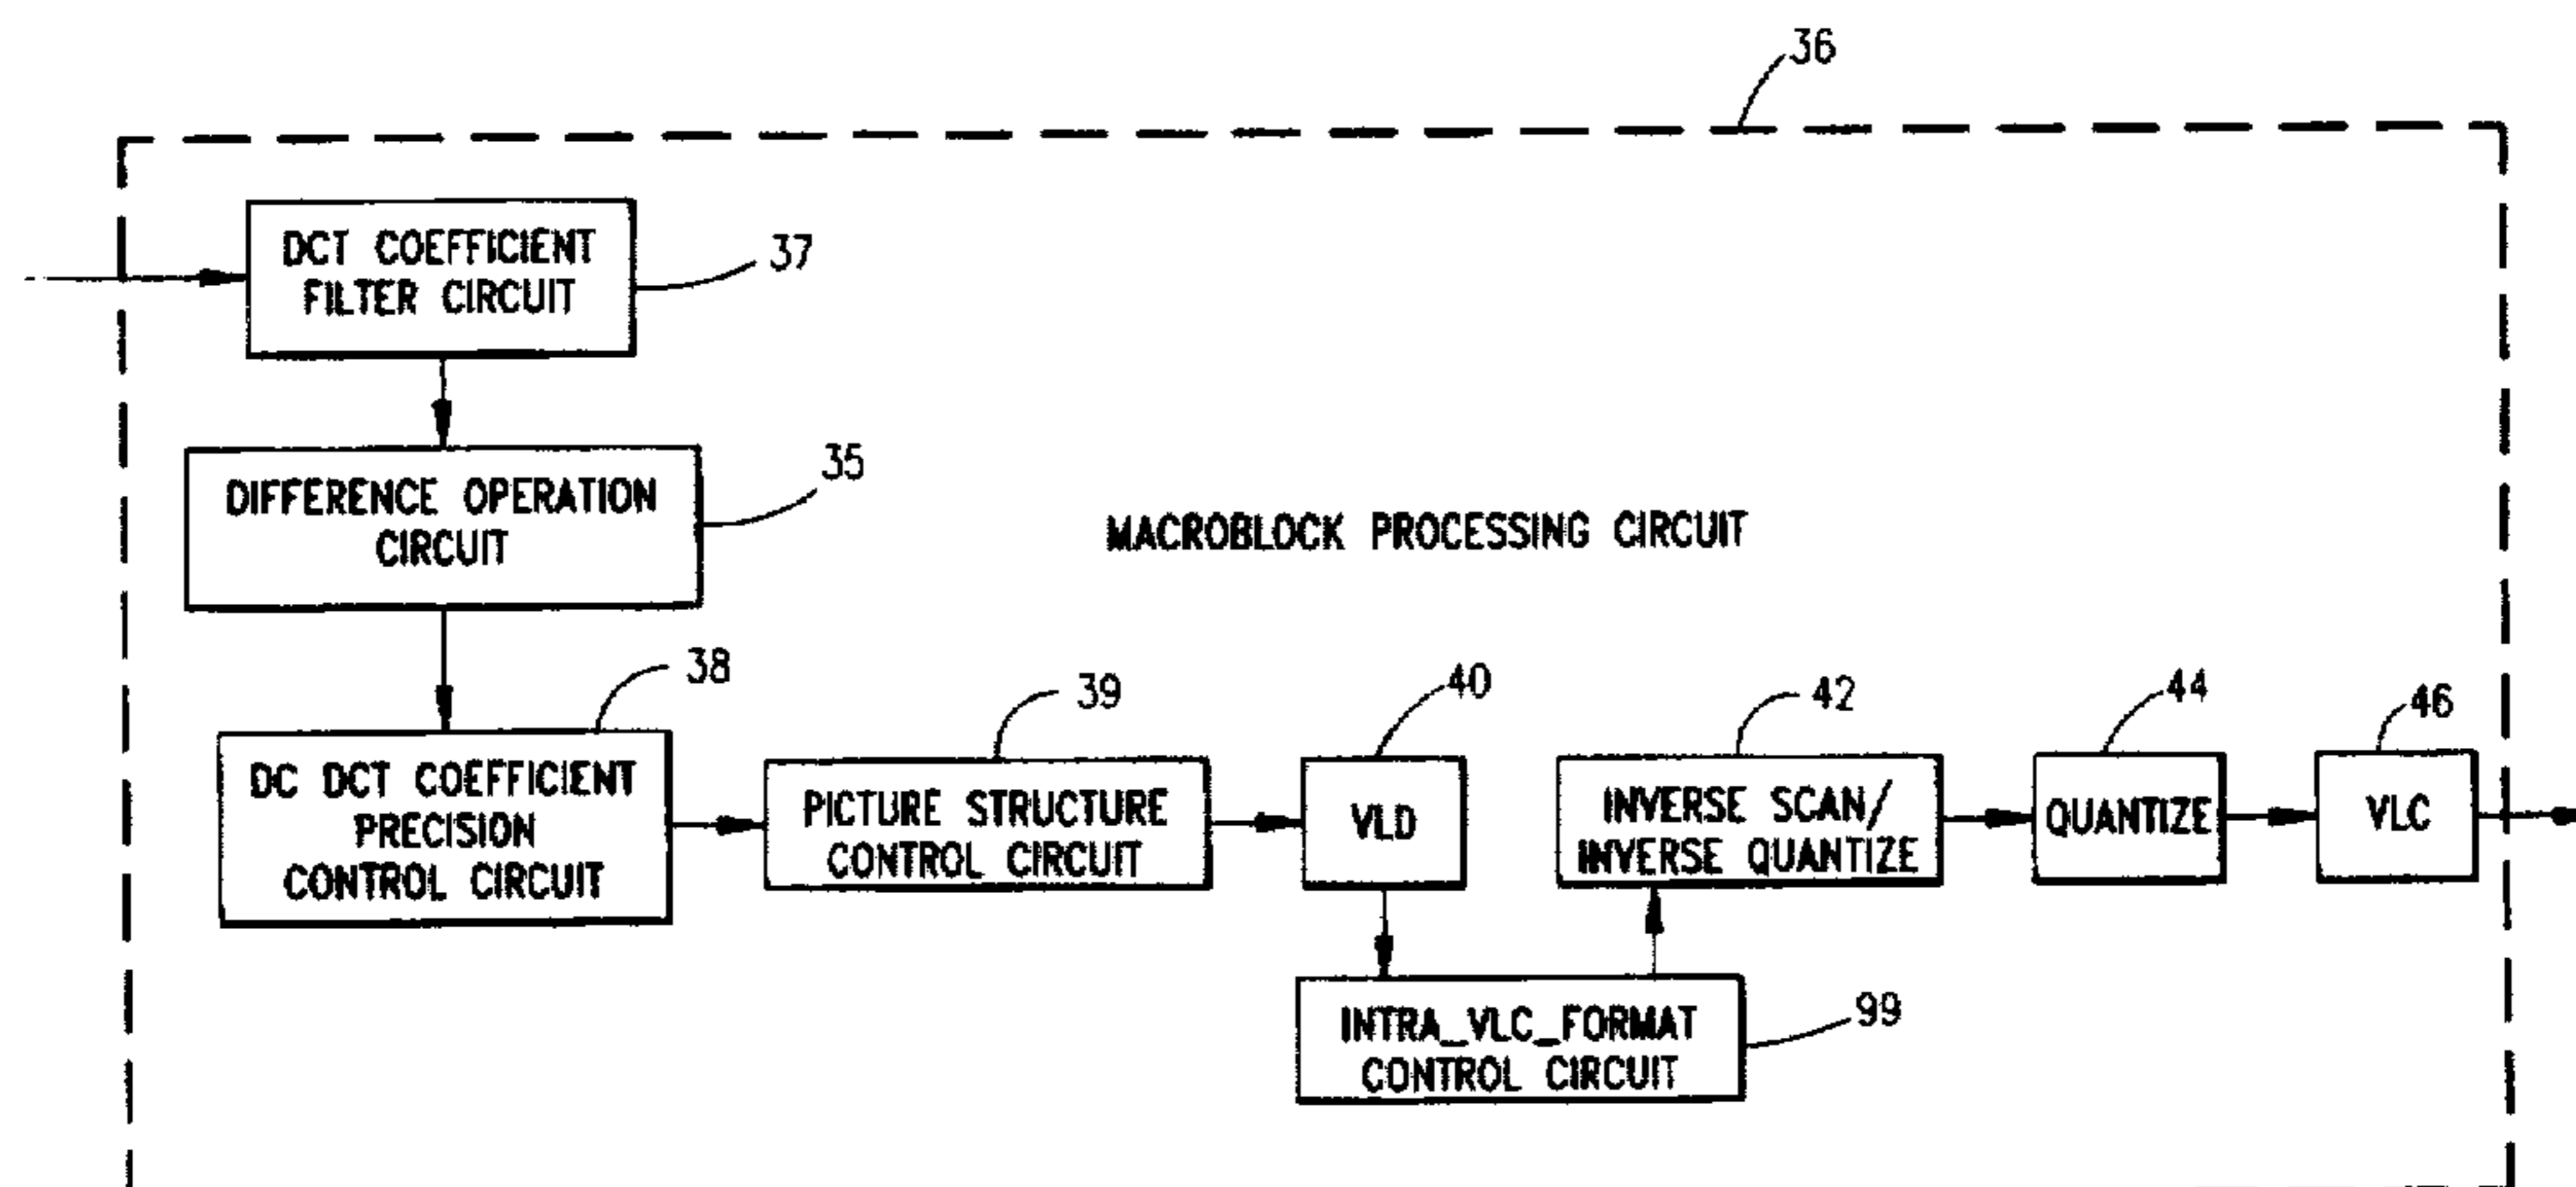 36
DCT COEFFICIENT
FILTER CIRCUIT
37
DIFFERENCE OPERATION
CIRCUIT
35
MACROBLOCK PROCESSING CIRCUIT
DC DCT COEFFICIENT
PRECISION
CONTROL CIRCUIT
38
PICTURE STRUCTURE
CONTROL CIRCUIT
39
VLD
40
INVERSE SCAN/
INVERSE QUANTIZE
42
QUANTIZE
44
VLC
46
INTRA_VLC_FORMAT
CONTROL CIRCUIT
99